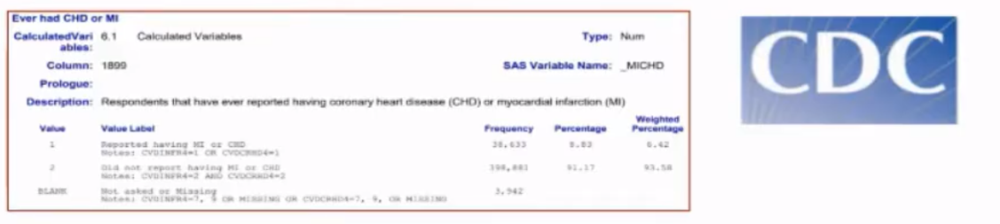 Ever had CHD or MI
CalculatedVari ables: 6.1 Calculated Variables Type: Num
Column: 1899 SAS Variable Name: _MICHD
Prologue:
Description: Respondents that have ever reported having coronary heart disease (CHD) or myocardial infarction (MI)
Value Value Label Frequency Percentage Weighted Percentage
1 Reported having MI or CHD 38,633 8.83 6.42
Notes: CVDINFR4=1 OR CVDCRHD4=1
2 Did not report having MI or CHD 398,881 91.17 93.58
Notes: CVDINFR4=2 AND CVDCRHD4=2
BLANK Not asked or Missing 3,942
Notes: CVDINFR4=7, 9 OR MISSING OR CVDCRHD4=7, 9, OR MISSING
CDC